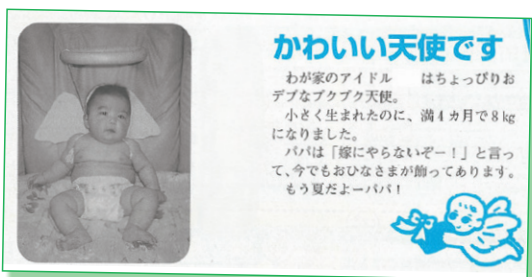 かわいい天使です
わが家のアイドル　　はちょっぴりお
デブなブクブク天使。
小さく生まれたのに、満4ヵ月で8kg
になりました。
パパは「嫁にやらないぞー!」と言っ
て、今でもおひなさまが飾ってあります。
もう夏だよーパパ!